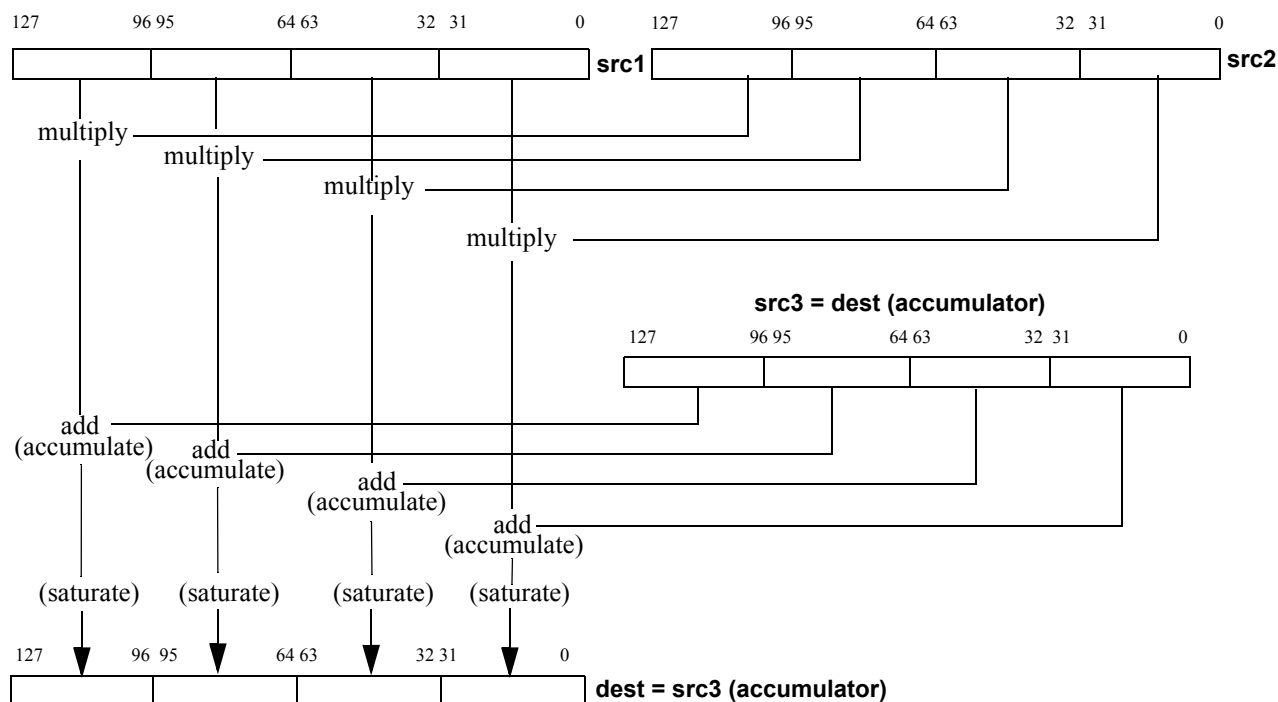 127 96 95 64 63 32 31 0 127 96 95 64 63 32 31 0
src1 src2
multiply
multiply
multiply
multiply
src3 = dest (accumulator)
127 96 95 64 63 32 31 0
add
(accumulate)
add
(accumulate)
add
(accumulate)
add
(accumulate)
(saturate) (saturate) (saturate) (saturate)
127 96 95 64 63 32 31 0
dest = src3 (accumulator)